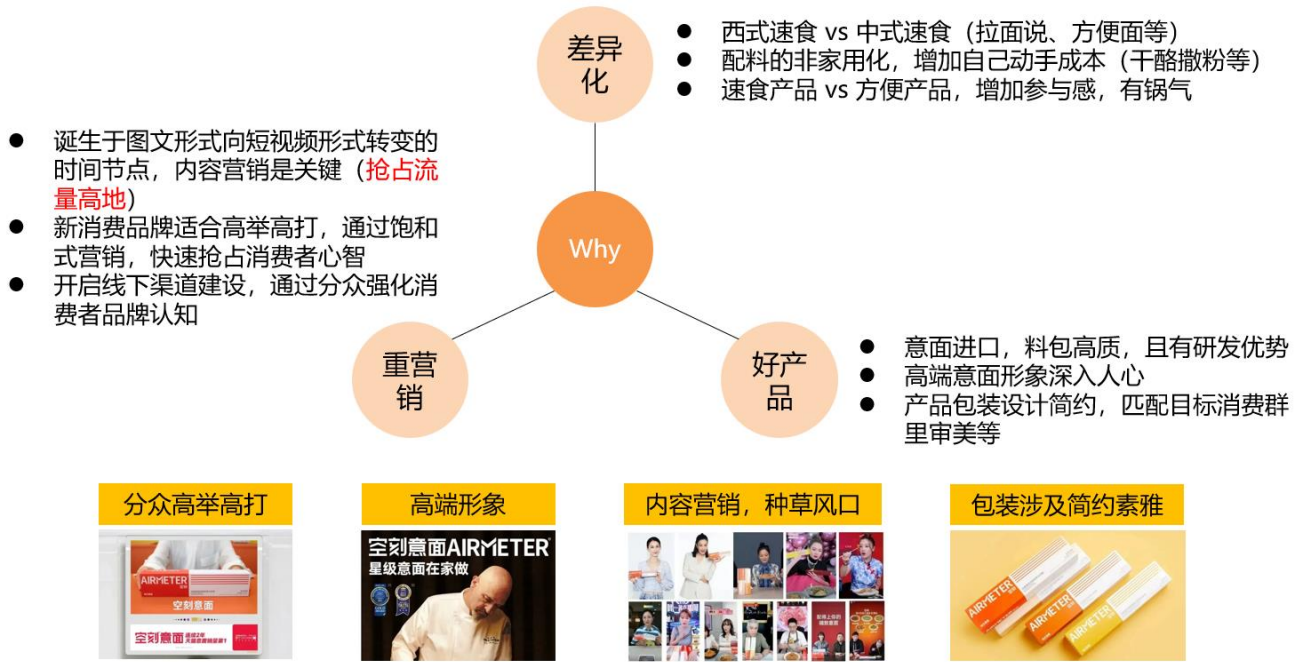 差异
化
● 西式速食 vs 中式速食（拉面说、方便面等）
● 配料的非家用化，增加自己动手成本（干酪撒粉等）
● 速食产品 vs 方便产品，增加参与感，有锅气
● 诞生于图文形式向短视频形式转变的
时间节点，内容营销是关键（抢占流
量高地）
● 新消费品牌适合高举高打，通过饱和
式营销，快速抢占消费者心智
● 开启线下渠道建设，通过分众强化消
费者品牌认知
Why
重营
销
好产
品
● 意面进口，料包高质，且有研发优势
● 高端意面形象深入人心
● 产品包装设计简约，匹配目标消费群
里审美等
分众高举高打
高端形象
内容营销，种草风口
包装涉及简约素雅
AIRMETER
空刻意面
空刻意面
空刻意面AIRMETER
星级意面在家做
AIRMETER
AIRMETER
AIRMETER